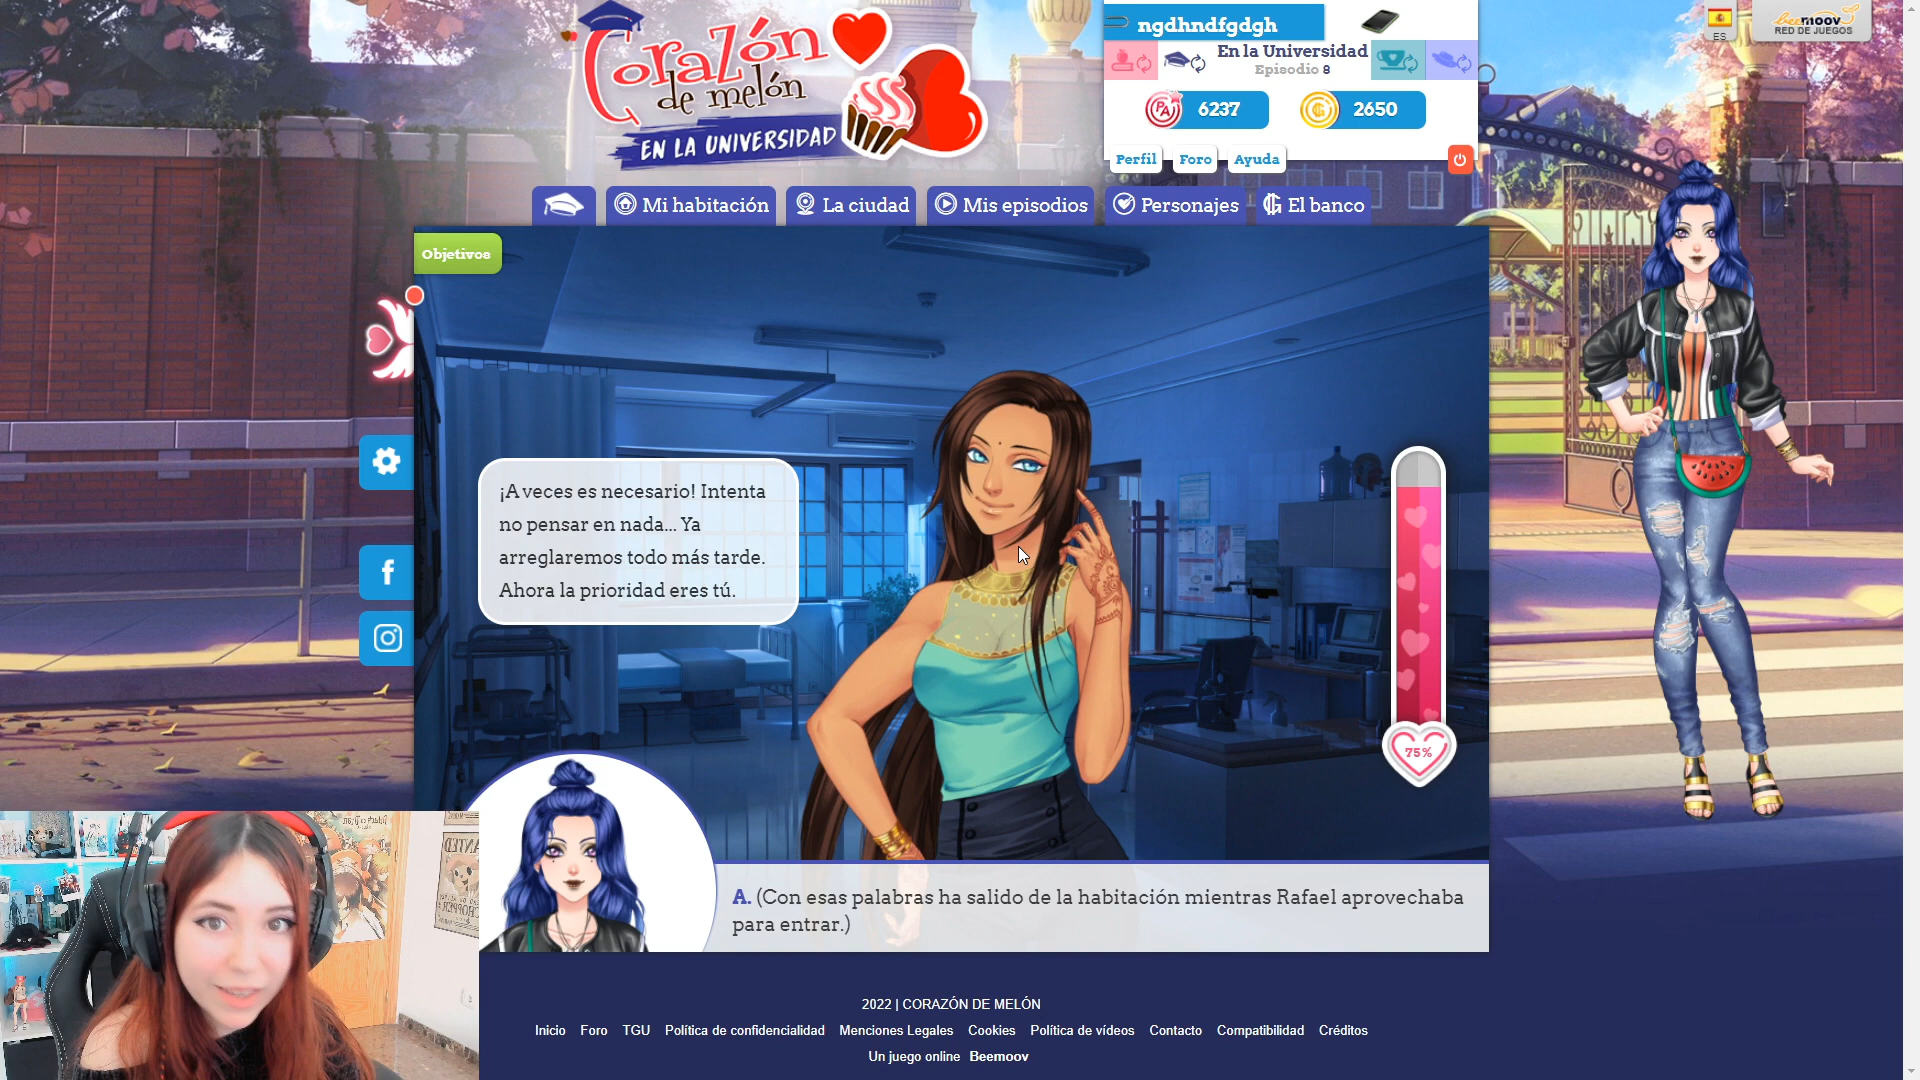 Corazón
de melón
EN LA UNIVERSIDAD
ngdhndfgdgh
En la Universidad
Episodio 8
PA 6237
2650
Perfil Foro Ayuda
ES
beemoov
RED DE JUEGOS
Mi habitación La ciudad Mis episodios Personajes El banco
Objetivos
¡A veces es necesario! Intenta
no pensar en nada... Ya
arreglaremos todo más tarde.
Ahora la prioridad eres tú.
75%
A. (Con esas palabras ha salido de la habitación mientras Rafael aprovechaba
para entrar.)
2022 | CORAZÓN DE MELÓN
Inicio Foro TGU Política de confidencialidad Menciones Legales Cookies Política de vídeos Contacto Compatibilidad Créditos
Un juego online Beemoov